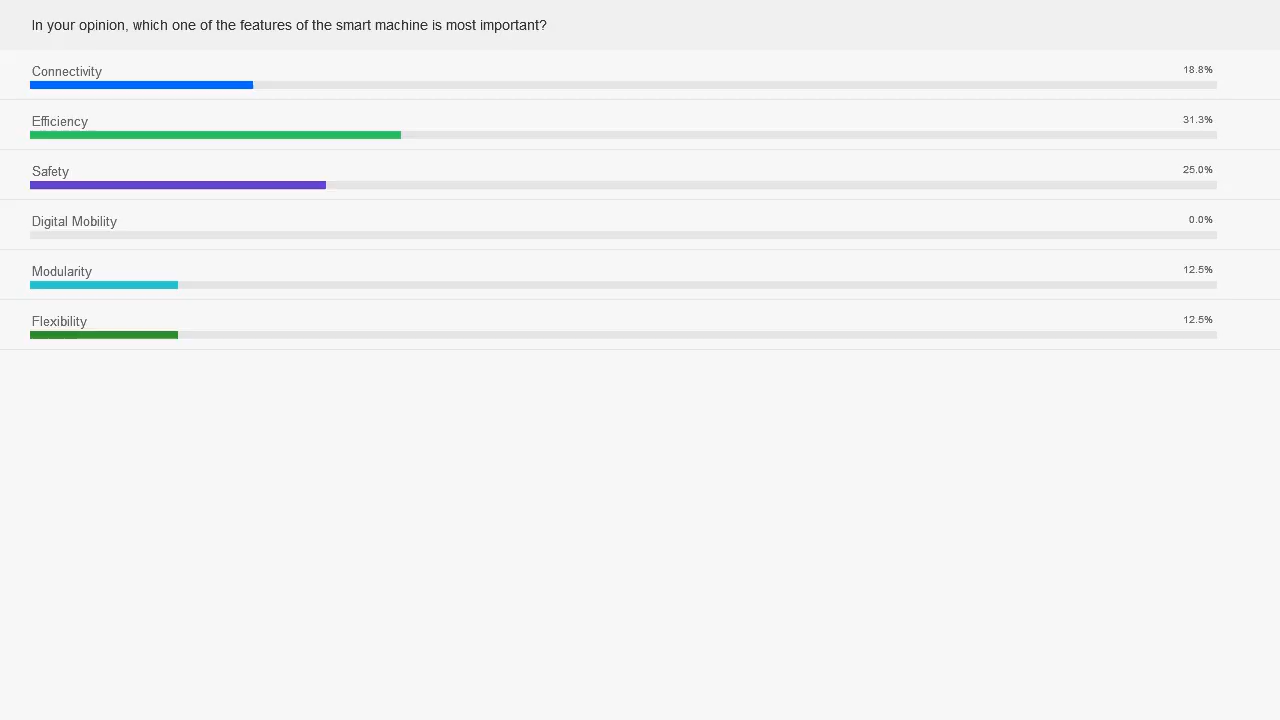 In your opinion, which one of the features of the smart machine is most important?
Connectivity 18.8%
Efficiency 31.3%
Safety 25.0%
Digital Mobility 0.0%
Modularity 12.5%
Flexibility 12.5%